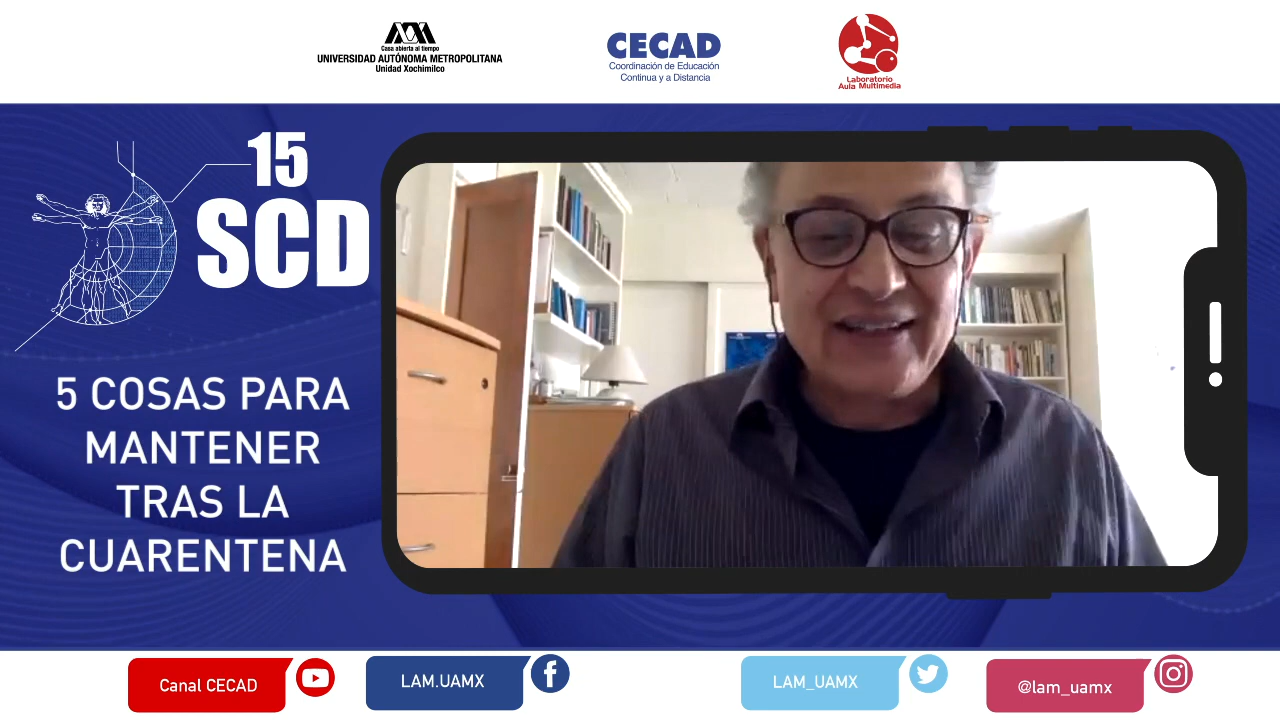 Casa abierta al tiempo
UNIVERSIDAD AUTÓNOMA METROPOLITANA
Unidad Xochimilco
CECAD
Coordinación de Educación
Continua y a Distancia
Laboratorio
Aula Multimedia
15
SCD
5 COSAS PARA
MANTENER
TRAS LA
CUARENTENA
Canal CECAD
LAM.UAMX
LAM_UAMX
@lam_uamx